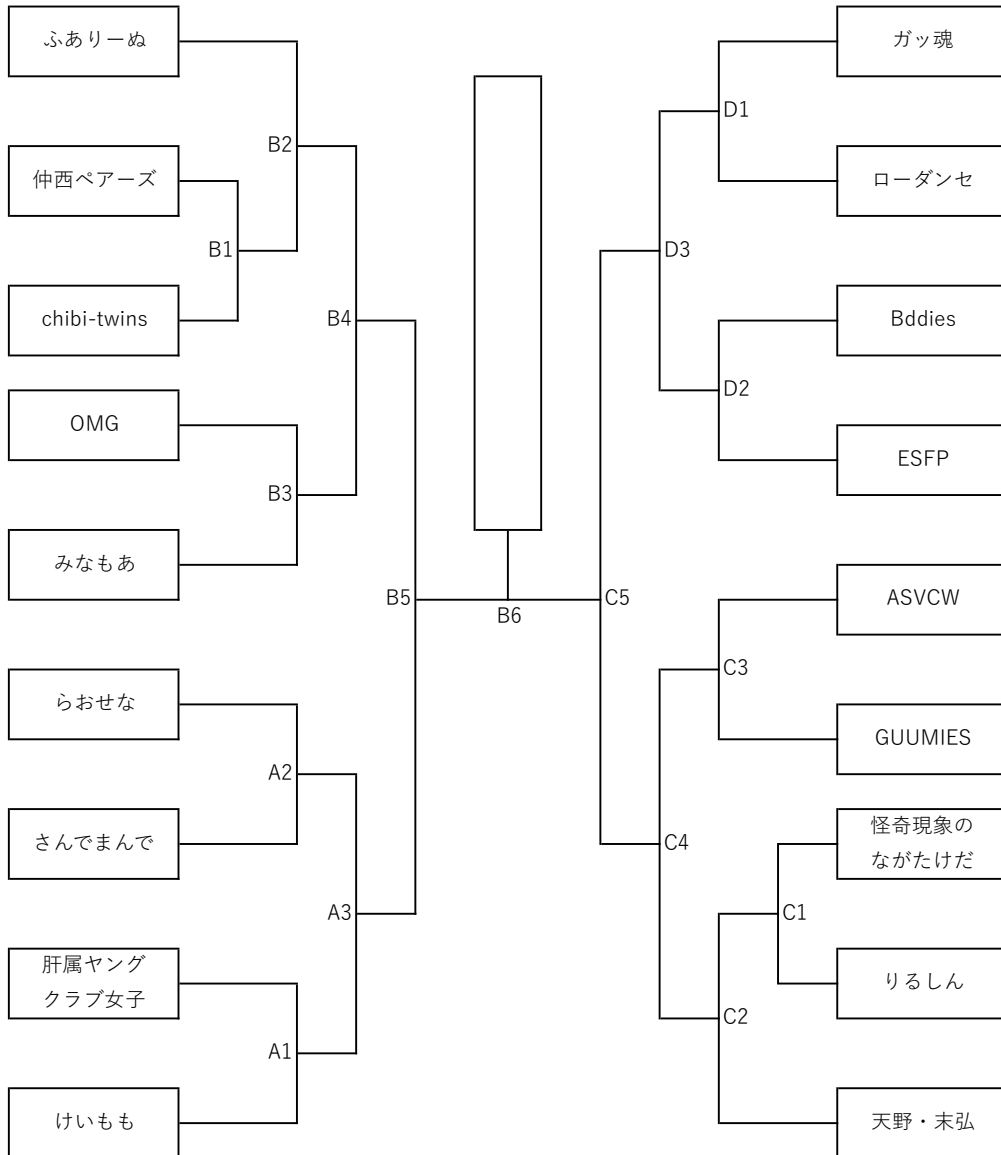 ふありーぬ
仲西ペアーズ
chibi-twins
OMG
みなもあ
らおせな
さんでまんで
肝属ヤング
クラブ女子
けいもも
B2
B1
B4
B3
B5
A2
A3
A1
B6
D1
D3
D2
C5
C3
C4
C1
C2
ガッ魂
ローダンセ
Bddies
ESFP
ASVCW
GUUMIES
怪奇現象の
ながたけだ
りるしん
天野・末弘